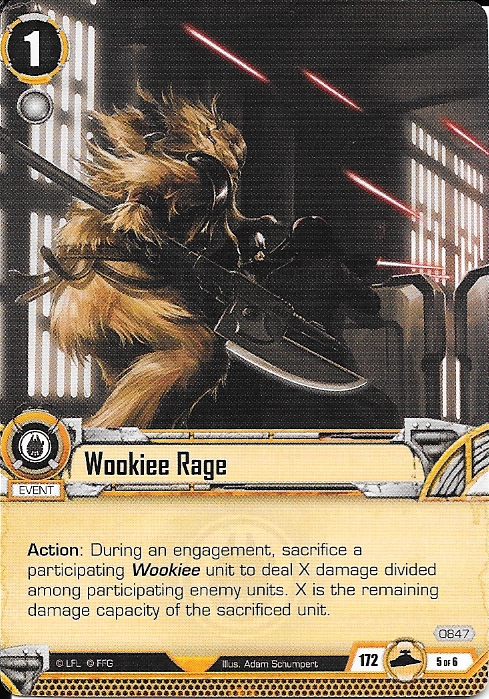 1
Wookiee Rage
EVENT
Action: During an engagement, sacrifice a
participating Wookiee unit to deal X damage divided
among participating enemy units. X is the remaining
damage capacity of the sacrificed unit.
0847
© LFL © FFG
Illus. Adam Schumpert
172
5 OF 6